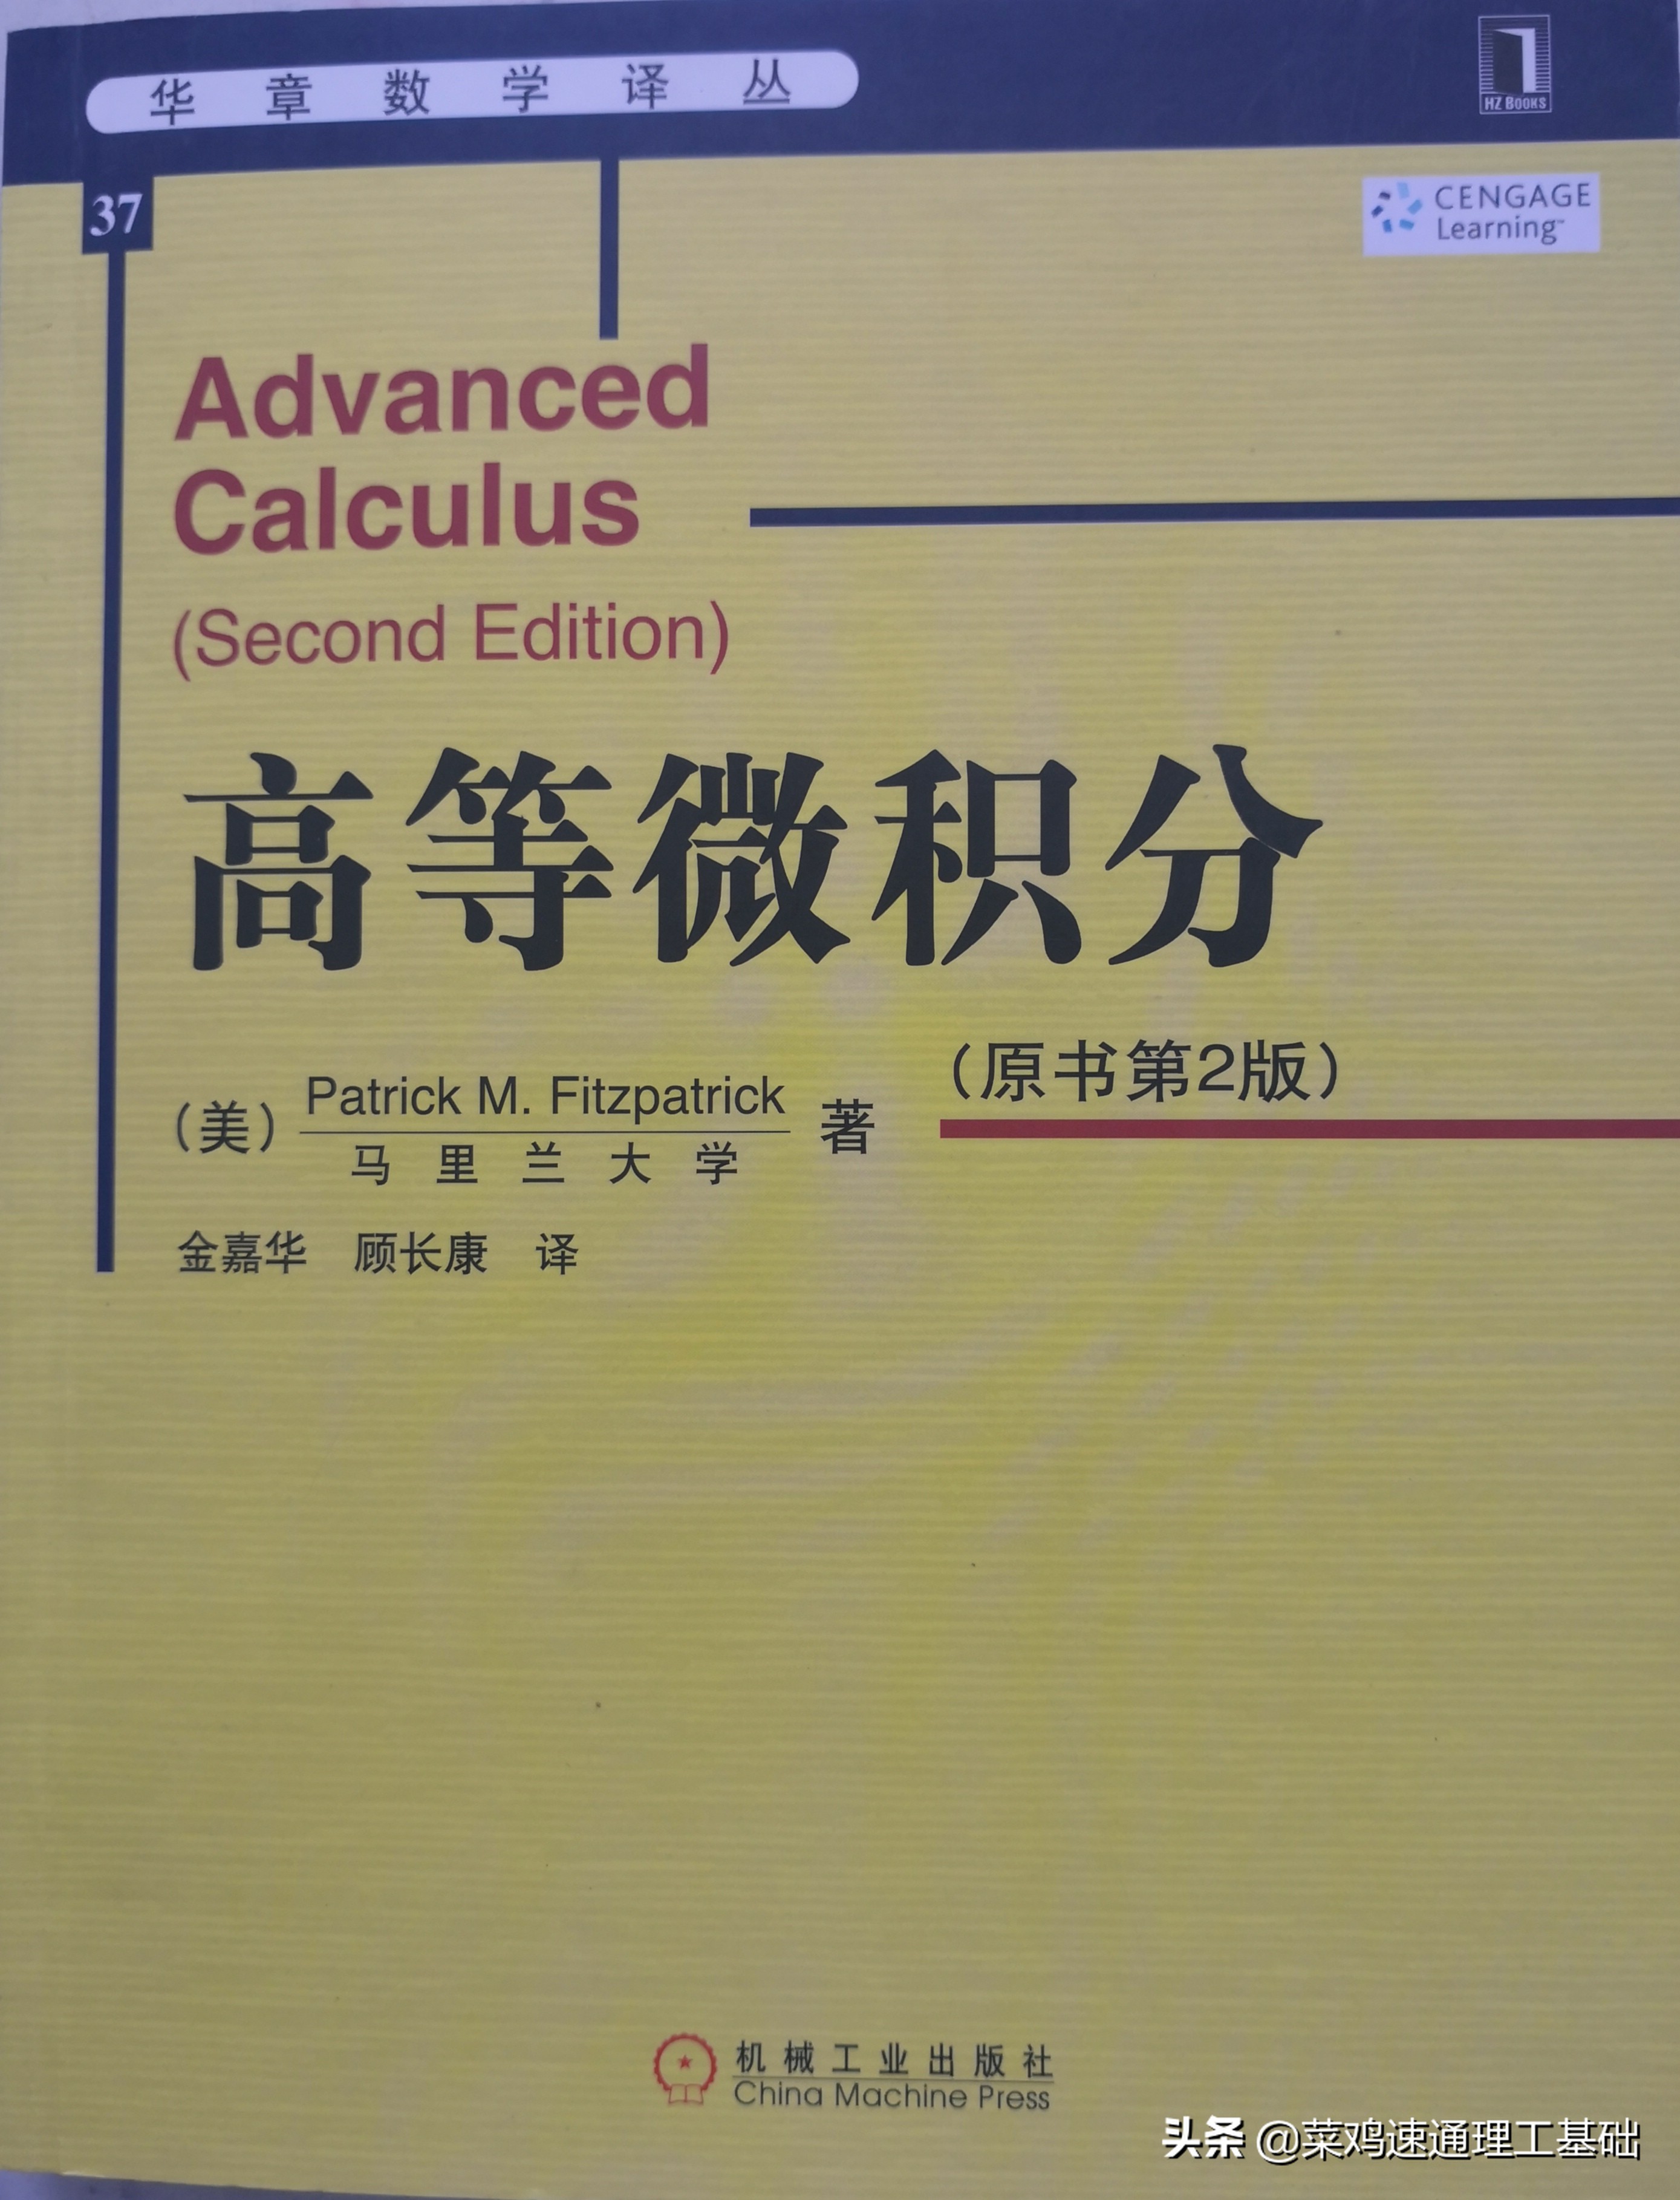 华章数学译丛
HZ BOOKS
37
CENGAGE
Learning™
Advanced
Calculus
(Second Edition)
高等微积分
(原书第2版)
(美) Patrick M. Fitzpatrick 著
马里兰大学
金嘉华 顾长康 译
机械工业出版社
China Machine Press
头条 @菜鸡速通理工基础